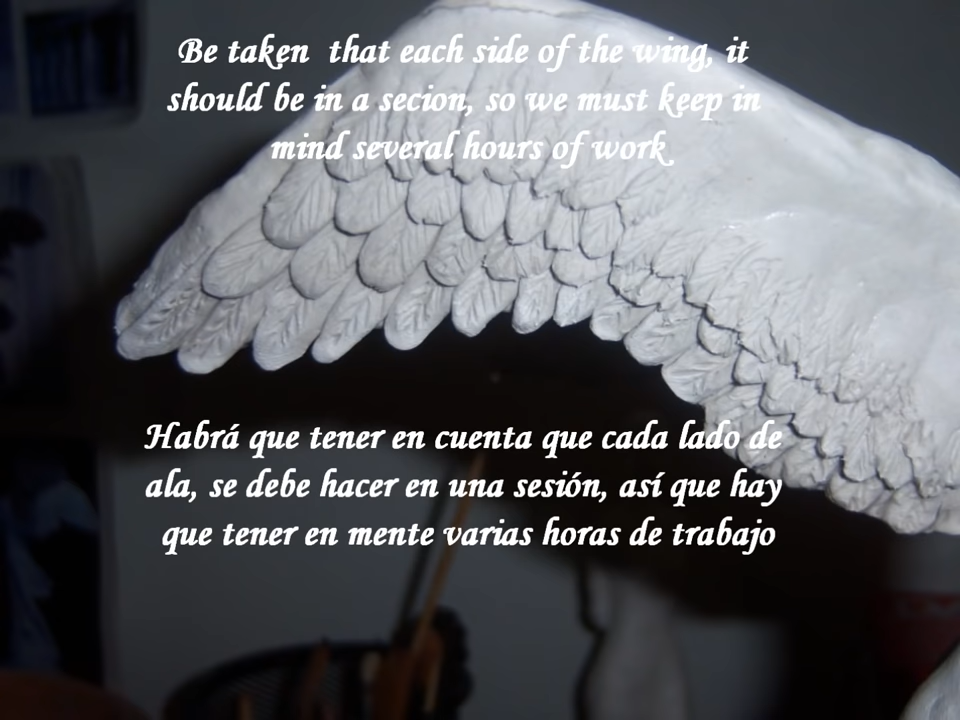 Be taken that each side of the wing, it
should be in a secion, so we must keep in
mind several hours of work
Habrá que tener en cuenta que cada lado de
ala, se debe hacer en una sesión, así que hay
que tener en mente varias horas de trabajo